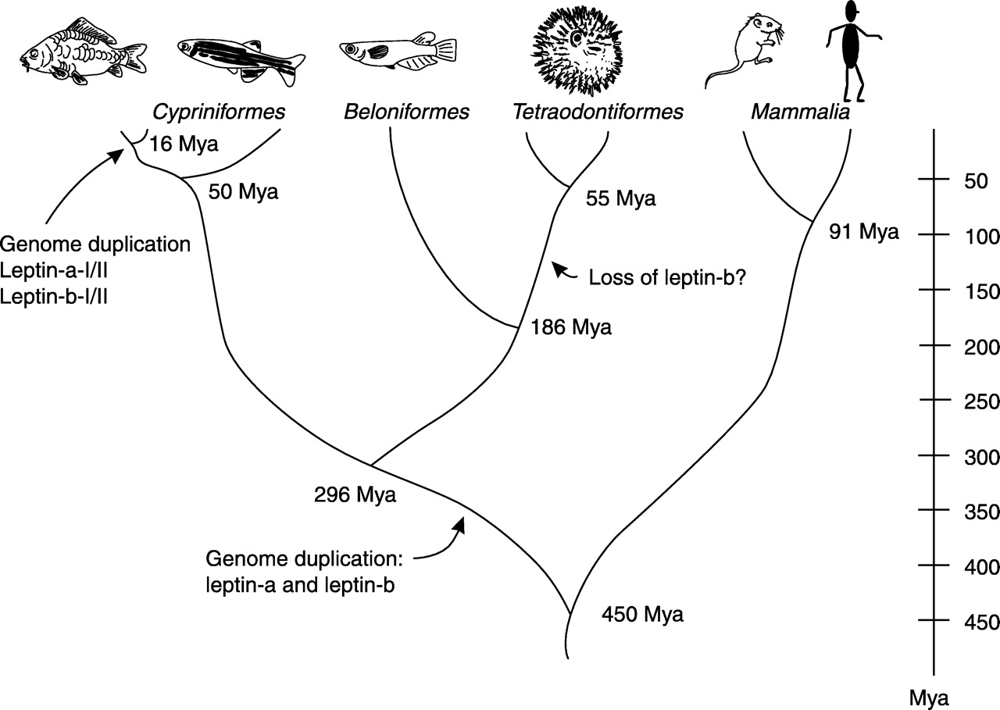 Cypriniformes
Beloniformes
Tetraodontiformes
Mammalia
16 Mya
50 Mya
55 Mya
91 Mya
Genome duplication
Leptin-a-I/II
Leptin-b-I/II
Loss of leptin-b?
186 Mya
296 Mya
Genome duplication:
leptin-a and leptin-b
450 Mya
50
100
150
200
250
300
350
400
450
Mya